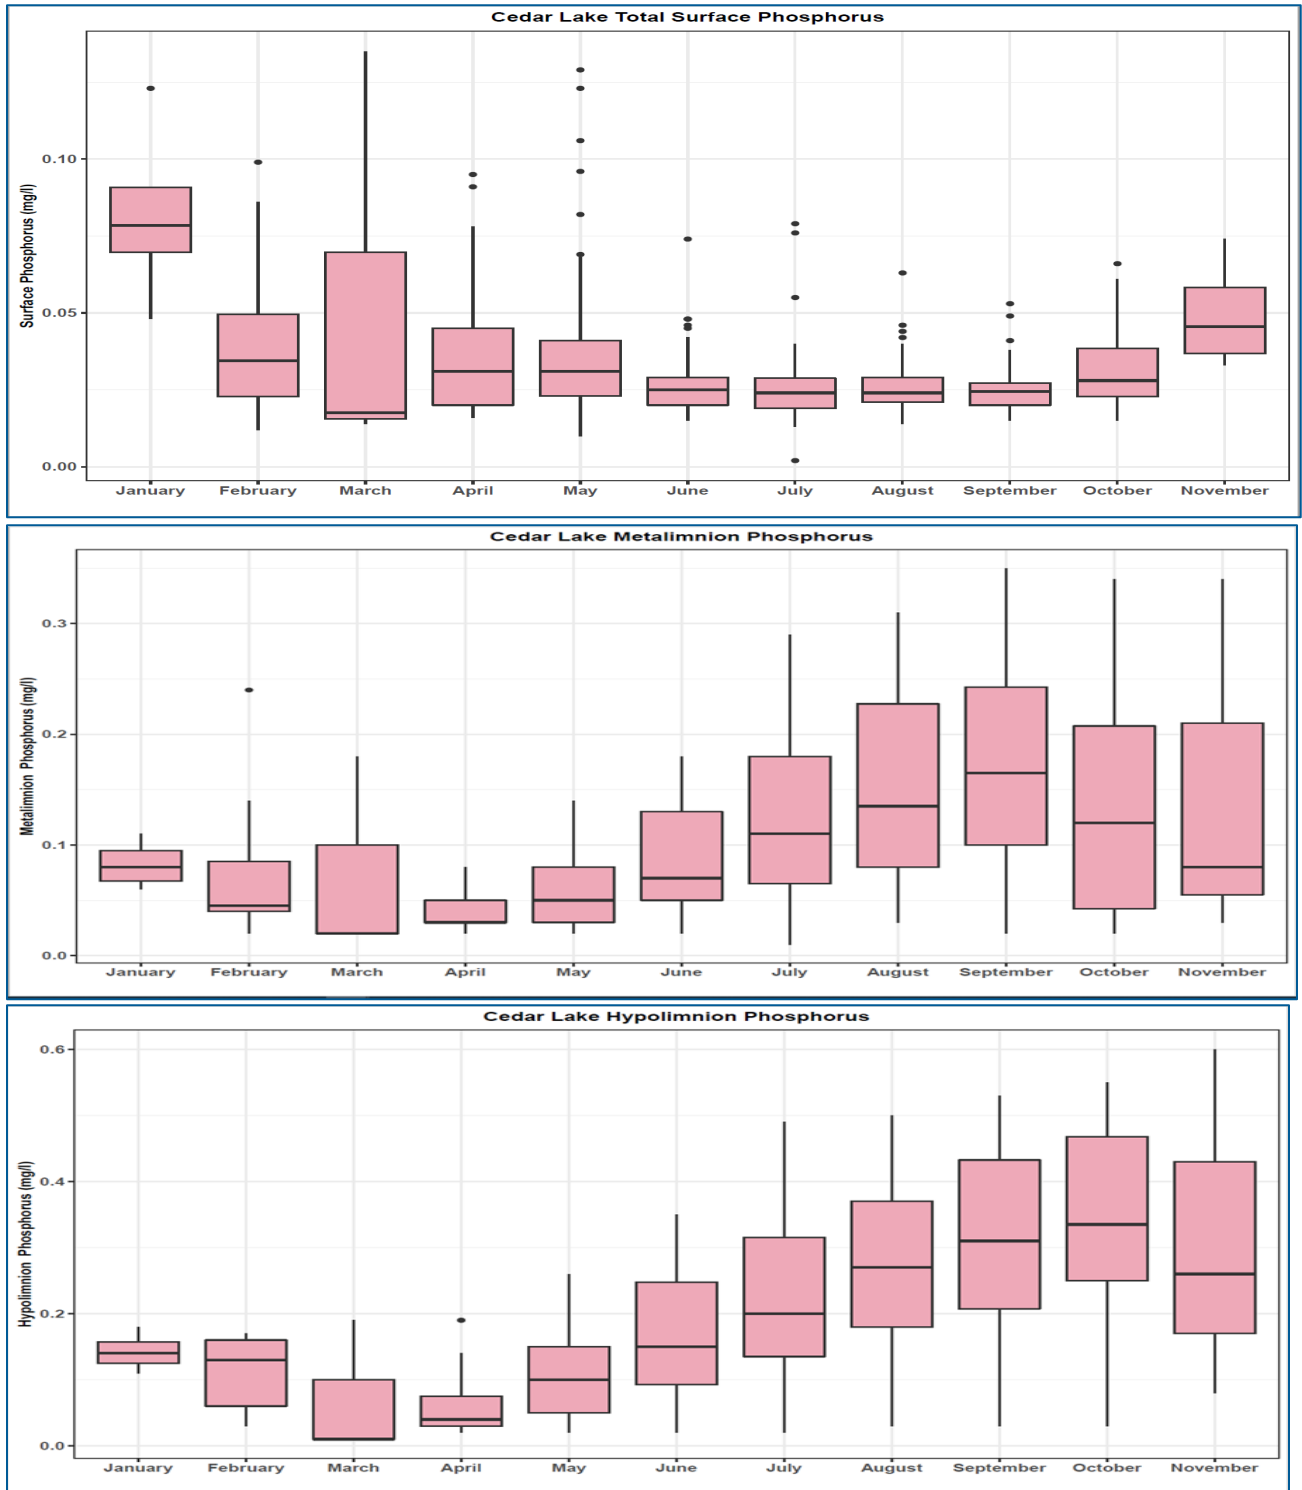 Cedar Lake Total Surface Phosphorus
Surface Phosphorus (mg/l)
0.10
0.05
0.00
January February March April May June July August September October November
Cedar Lake Metalimnion Phosphorus
Metalimnion Phosphorus (mg/l)
0.3
0.2
0.1
0.0
January February March April May June July August September October November
Cedar Lake Hypolimnion Phosphorus
Hypolimnion Phosphorus (mg/l)
0.6
0.4
0.2
0.0
January February March April May June July August September October November